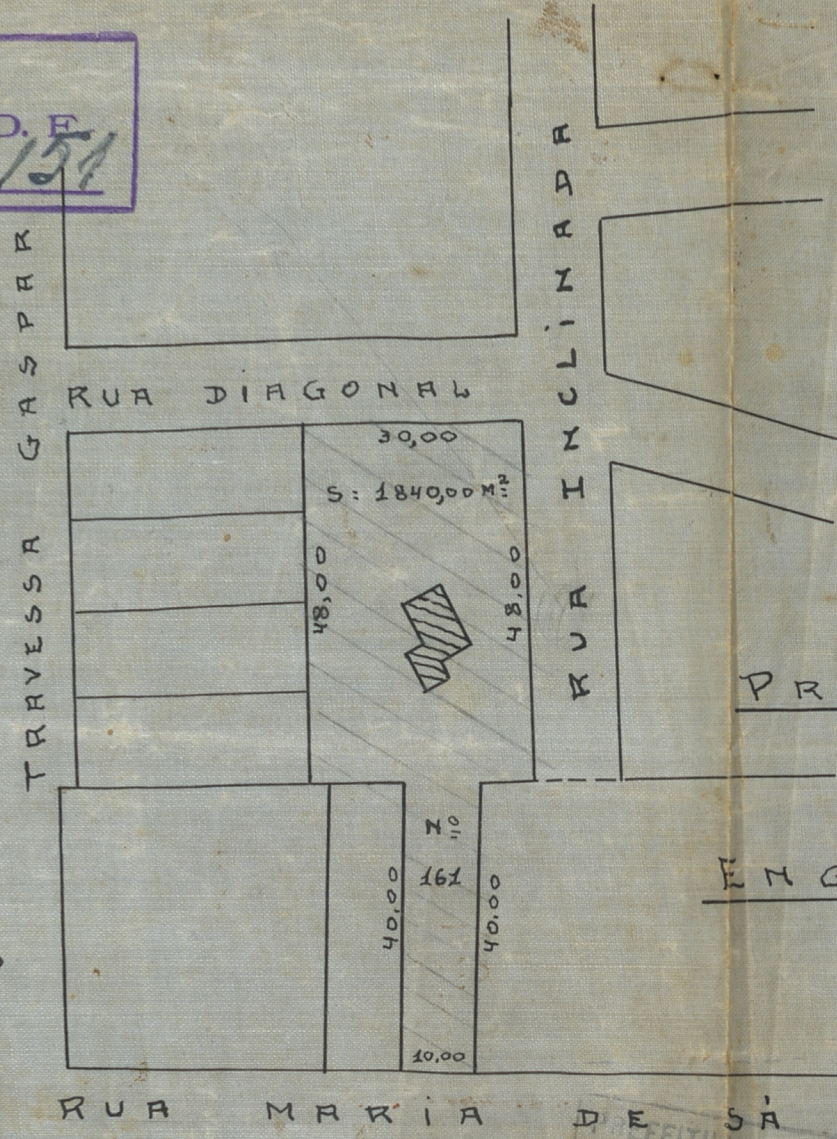 D. F.
151
TRAVESSA GASPAR
RUA DIAGONAL
RUA INCLINADA
30,00
S: 1840,00 M²
48,00
48,00
PR
Nº
161
ENG
40,00
40.00
10,00
RUA MARIA DE SÁ